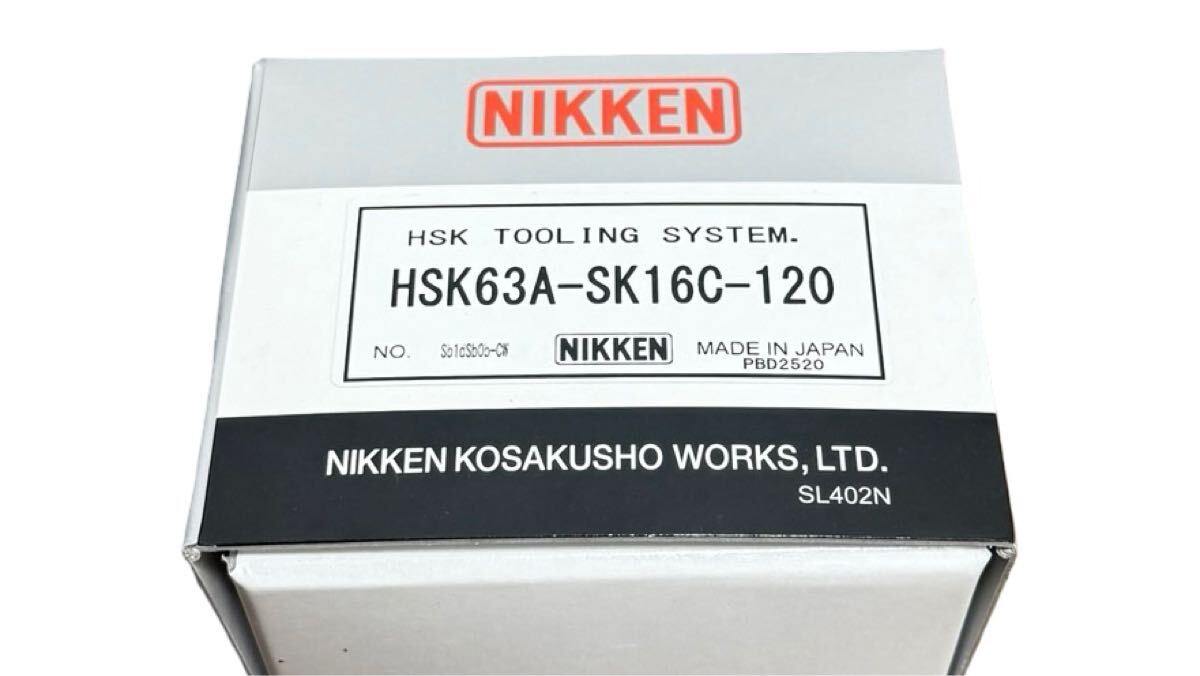 NIKKEN
HSK TOOLING SYSTEM.
HSK63A-SK16C-120
NO. NIKKEN MADE IN JAPAN
PBD2520
NIKKEN KOSAKUSHO WORKS, LTD.
SL402N